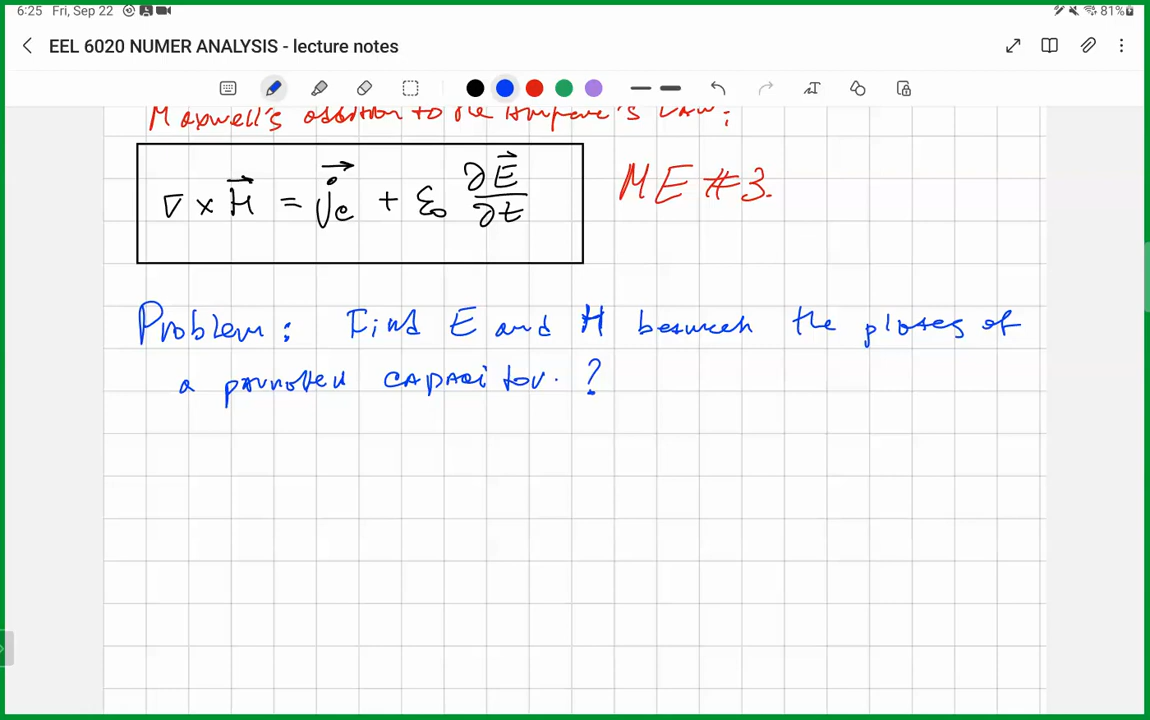 6:25 Fri, Sep 22 81%
EEL 6020 NUMER ANALYSIS - lecture notes
Maxwell's addition to the Ampere's Law:
∇ × H⃗ = j⃗e + ε₀ ∂E⃗/∂t
ME #3.
Problem: Find E and H between the plates of
a parallel capacitor. ?